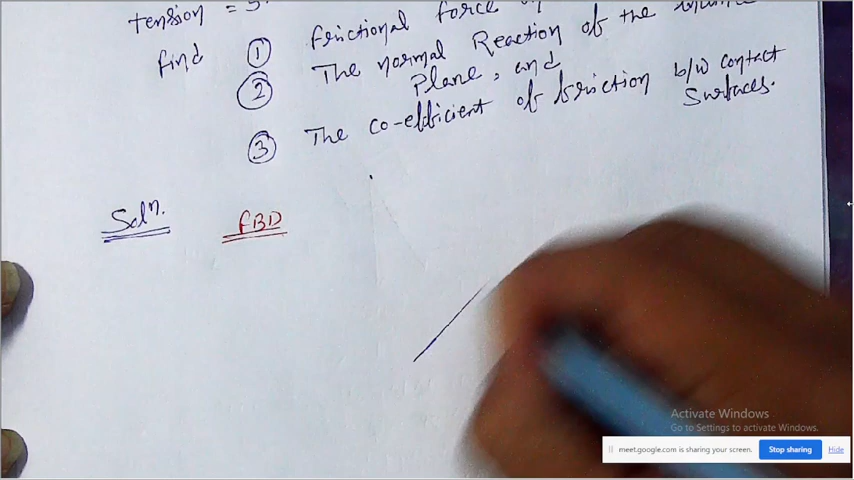 tension =
find ① frictional force
② The normal Reaction of the
Plane, and
③ The co-efficient of friction b/w contact
Surfaces.
Soln. FBD
Activate Windows
Go to Settings to activate Windows.
meet.google.com is sharing your screen. Stop sharing Hide